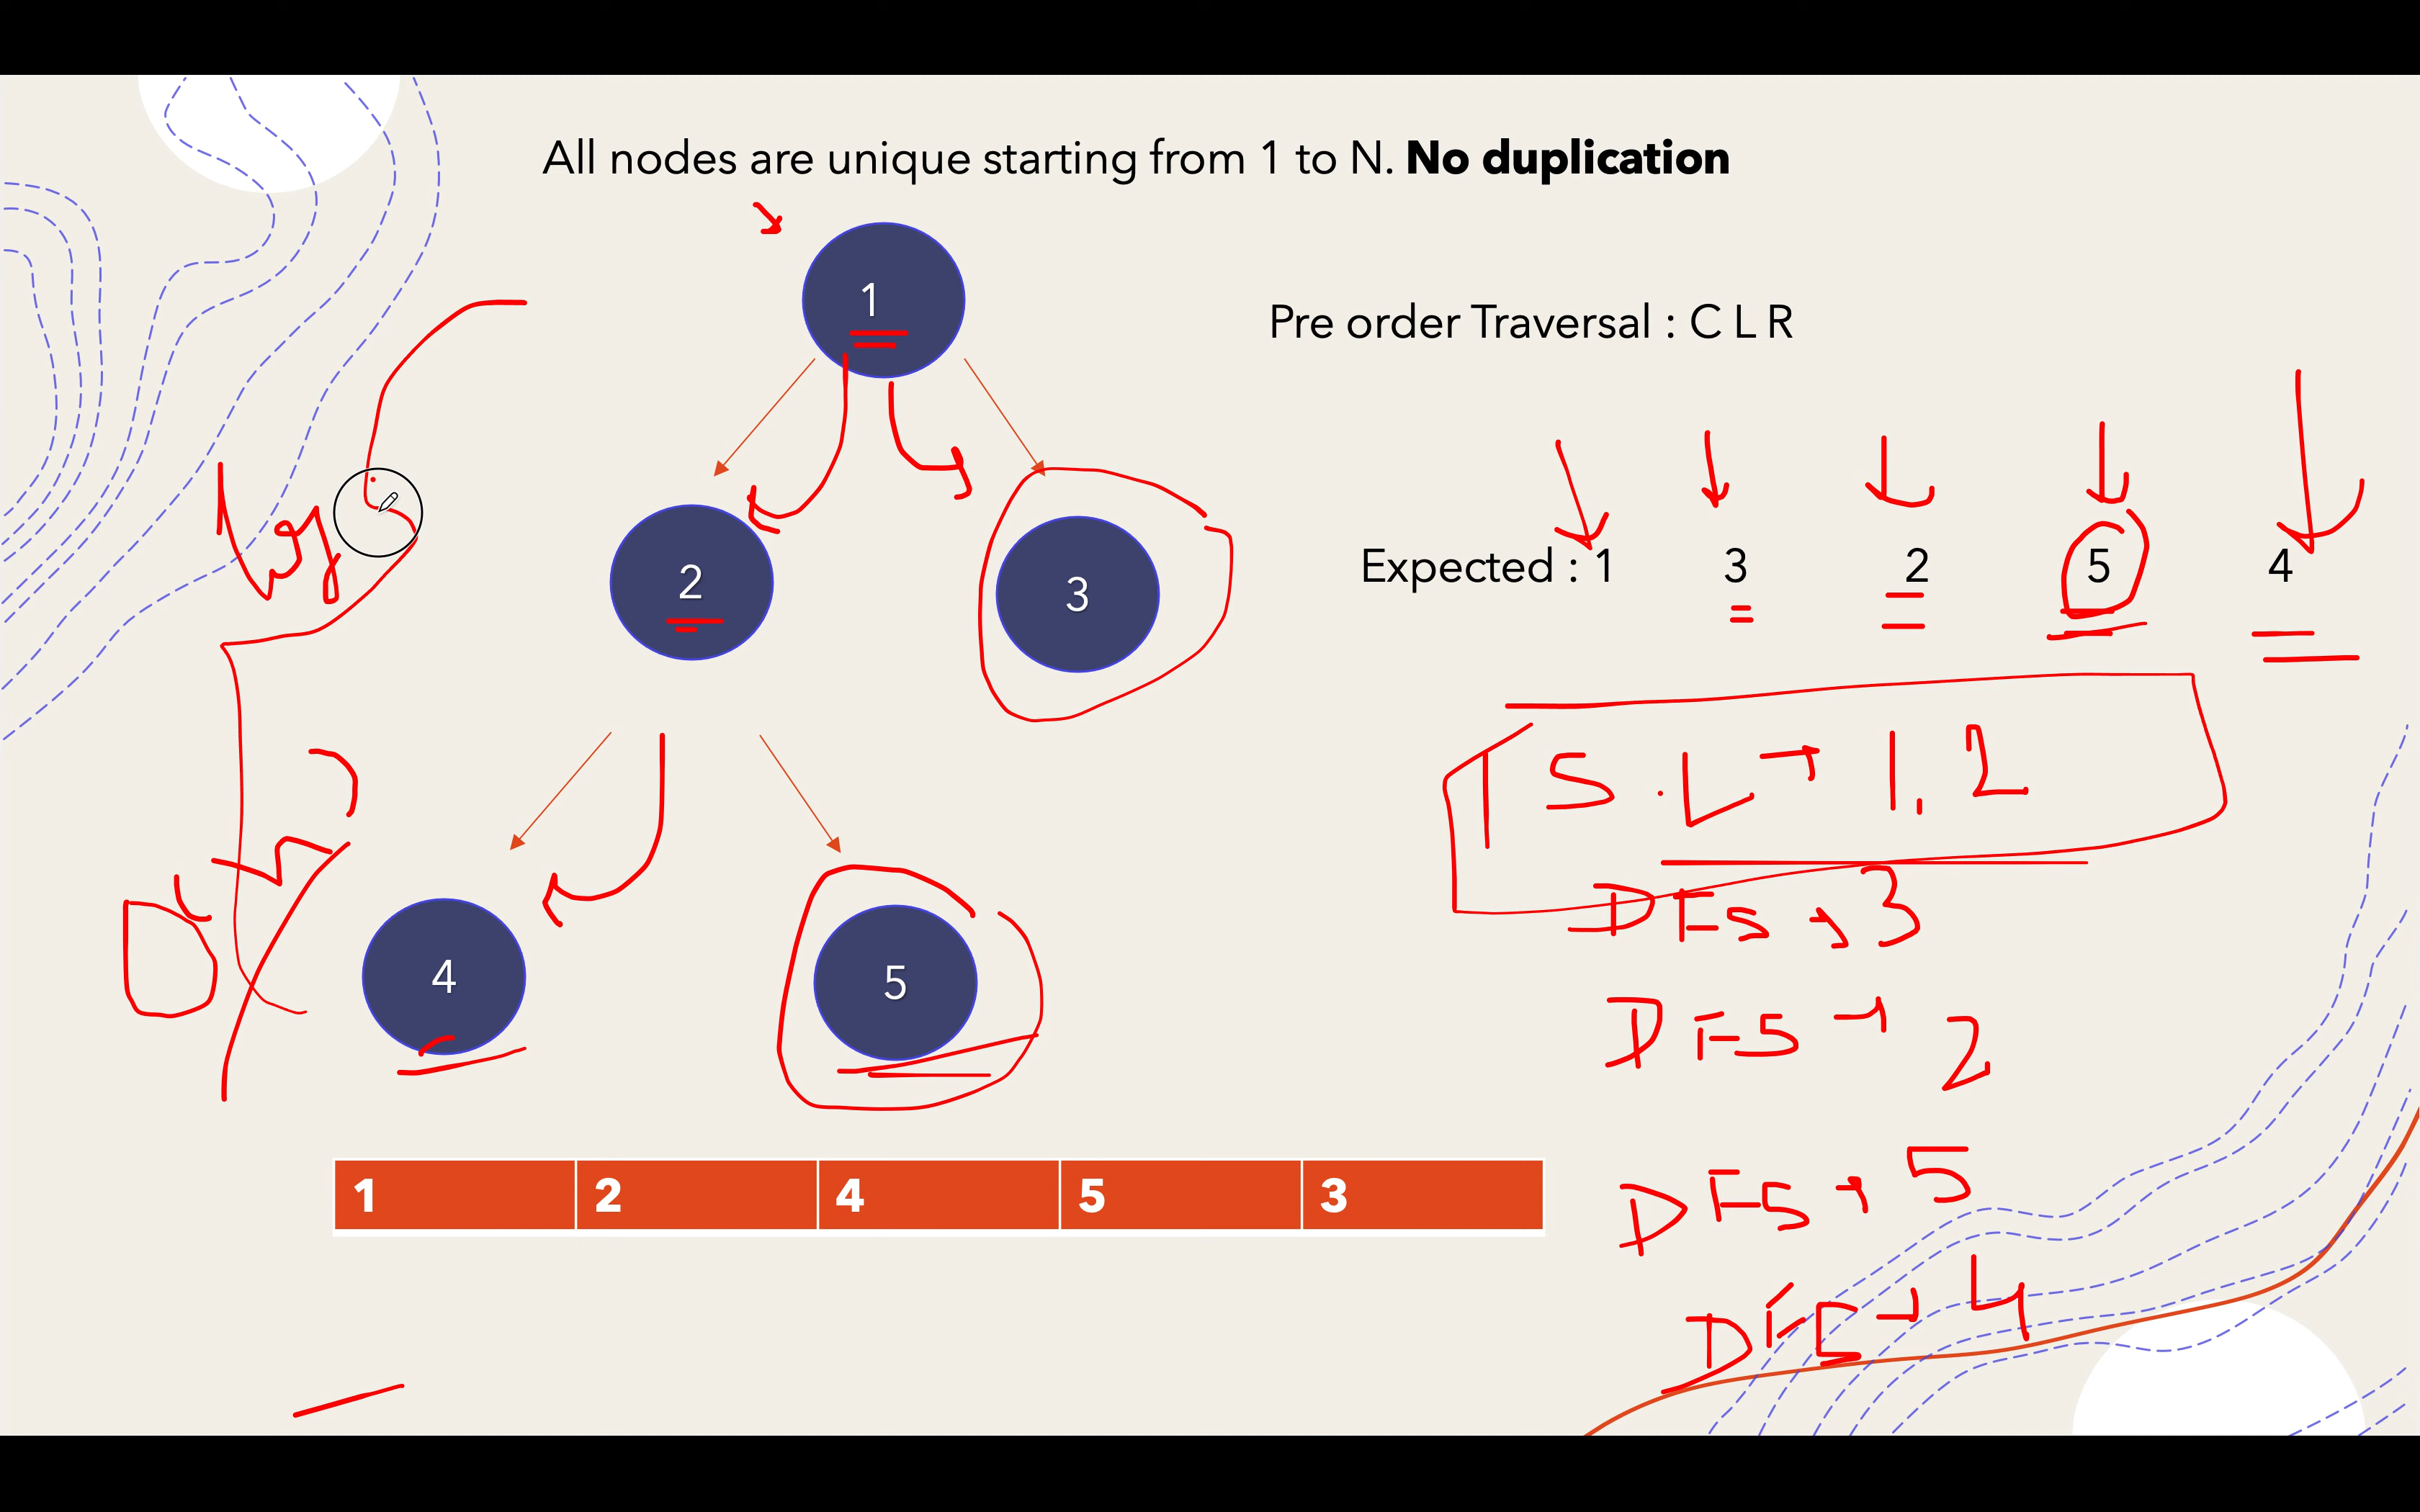 All nodes are unique starting from 1 to N. No duplication
1
Pre order Traversal : C L R
2
3
Expected : 1 3 2 5 4
S. L → 1, 2
DFS → 3
4
5
DFS → 2
1 2 4 5 3
DFS → 5
DFS → 4